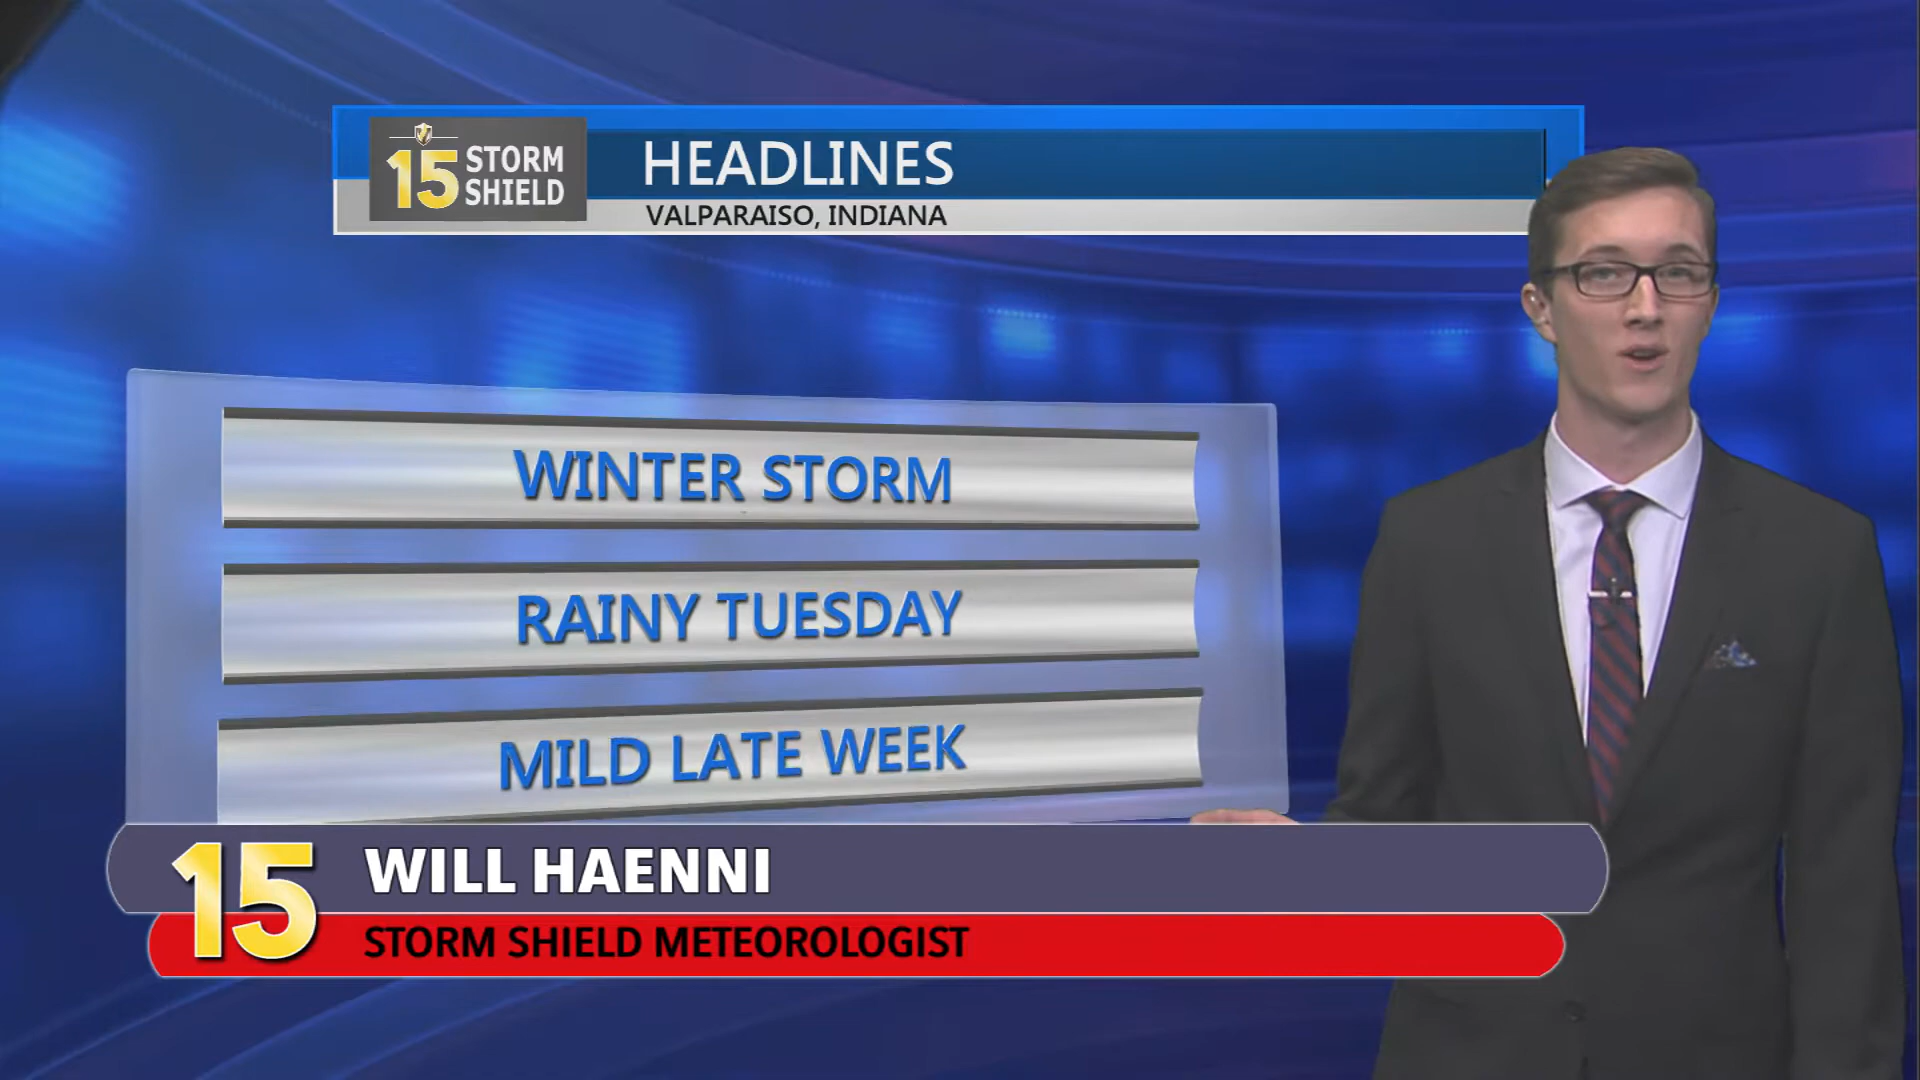 15 STORM
SHIELD
HEADLINES
VALPARAISO, INDIANA
WINTER STORM
RAINY TUESDAY
MILD LATE WEEK
15 WILL HAENNI
STORM SHIELD METEOROLOGIST